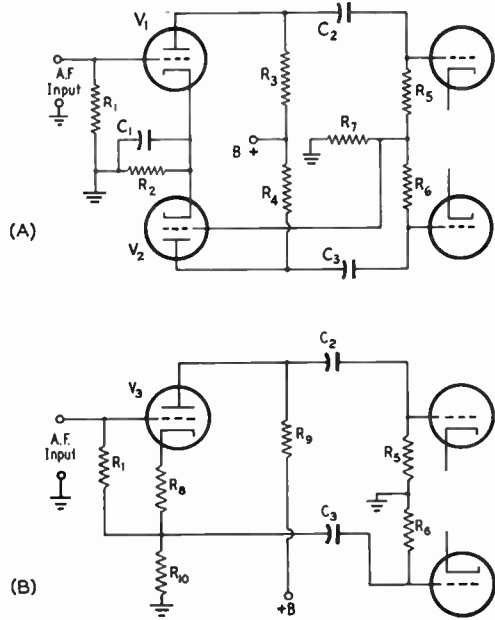 V1
C2
A.F
Input
R1
R3
R5
C1
B
+
R7
R2
R4
R6
(A)
V2
C3
C2
V3
A.F.
Input
R1
R9
R5
R8
C3
R6
R10
(B)
+B